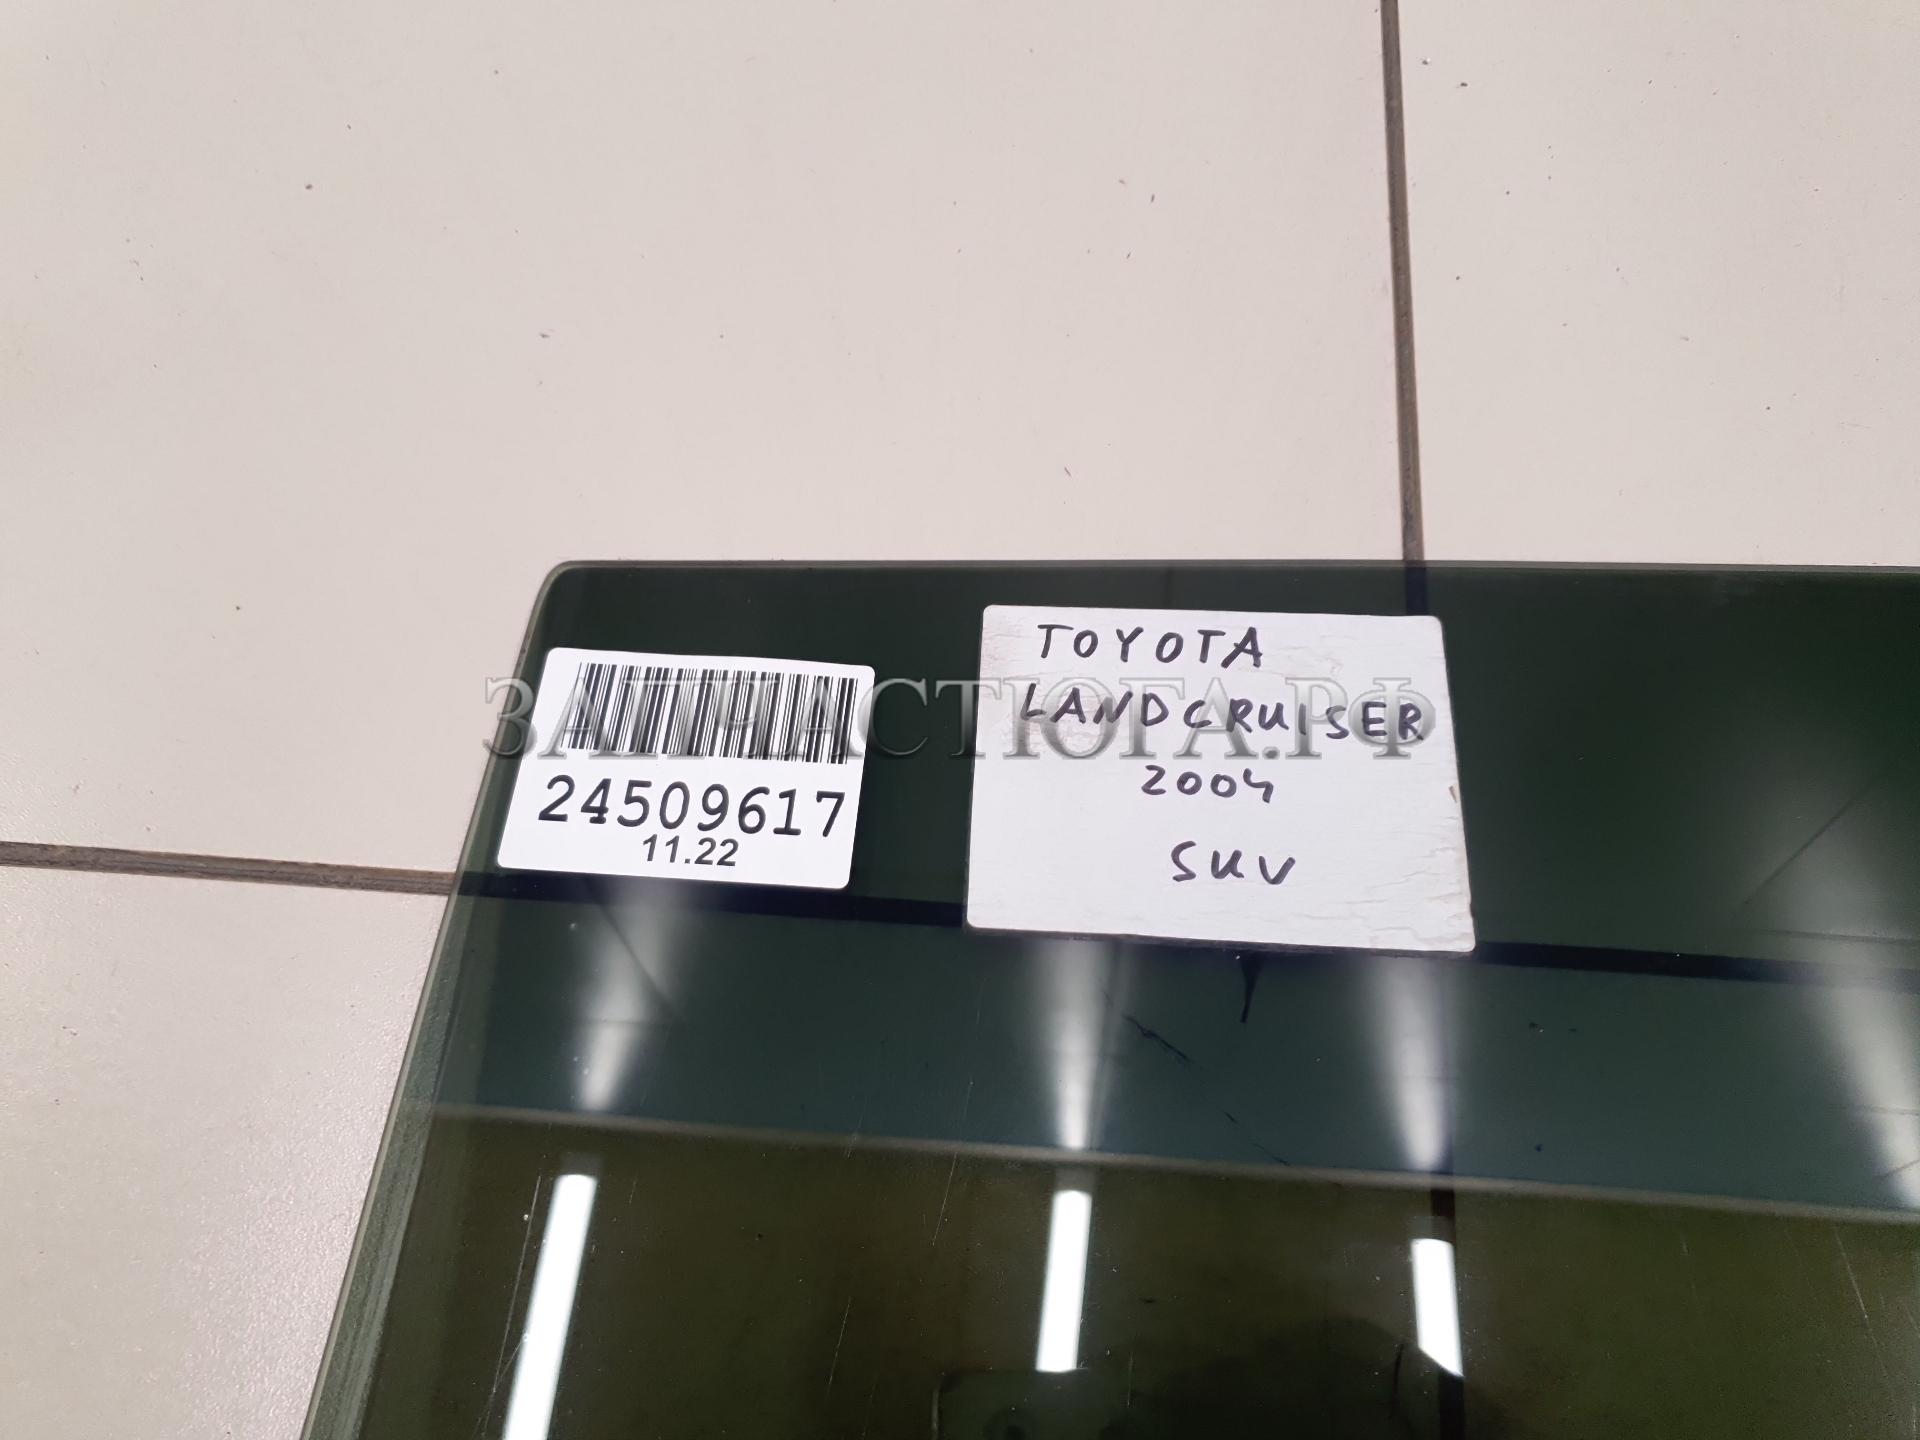 24509617
11.22
TOYOTA
LANDCRUISER
2004
SUV
ЗАПЧАСТЮГА.РФ